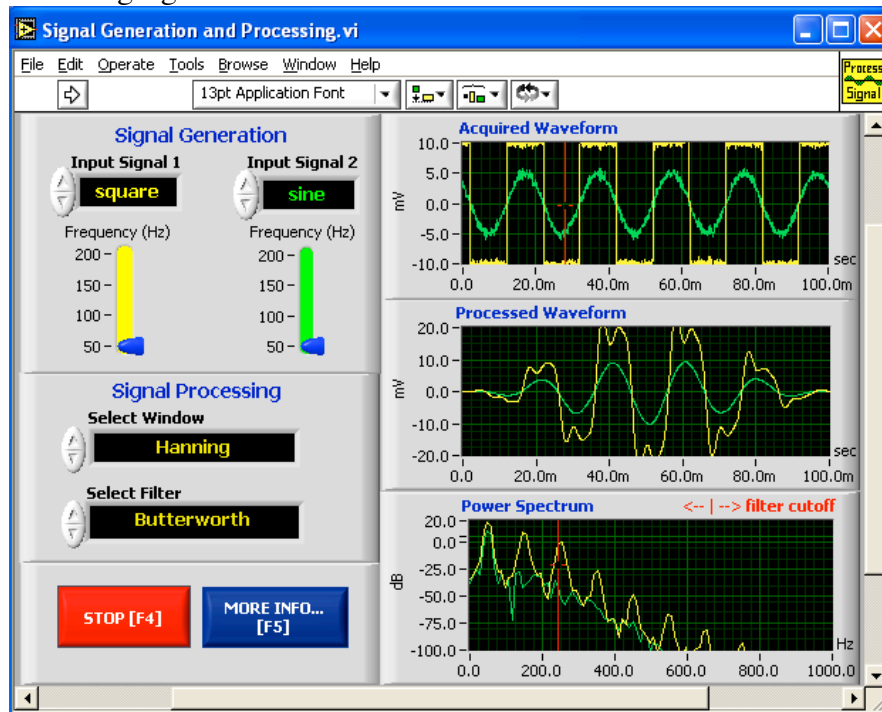 Signal Generation and Processing.vi
File Edit Operate Tools Browse Window Help
13pt Application Font
Process
Signal
Signal Generation
Input Signal 1 Input Signal 2
square sine
Frequency (Hz) Frequency (Hz)
200 200
150 150
100 100
50 50
Signal Processing
Select Window
Hanning
Select Filter
Butterworth
STOP [F4]
MORE INFO...
[F5]
Acquired Waveform
10.0
5.0
0.0
-5.0
-10.0
mV
sec
0.0 20.0m 40.0m 60.0m 80.0m 100.0m
Processed Waveform
20.0
10.0
0.0
-10.0
-20.0
mV
sec
0.0 20.0m 40.0m 60.0m 80.0m 100.0m
Power Spectrum <-- | --> filter cutoff
20.0
0.0
-25.0
-50.0
-75.0
-100.0
dB
Hz
0.0 200.0 400.0 600.0 800.0 1000.0